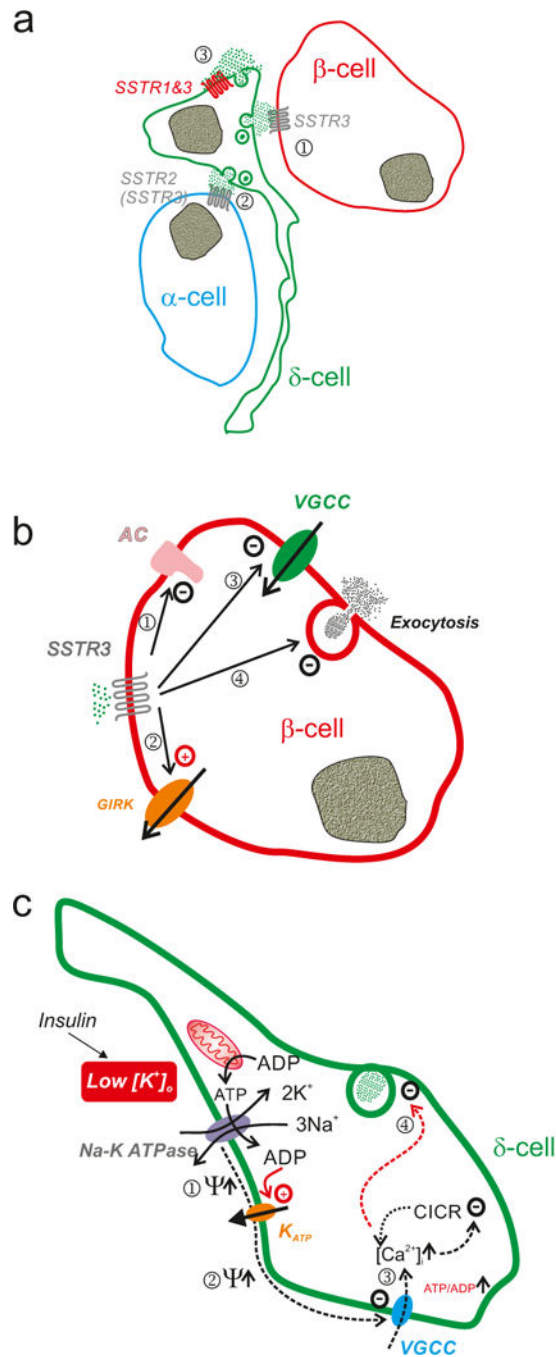 a
③
SSTR1&3
β-cell
SSTR3
①
SSTR2
(SSTR3)
②
α-cell
δ-cell
b
VGCC
AC
-
-
③
①
Exocytosis
SSTR3
④
-
②
β-cell
+
GIRK
c
Insulin
Low [K⁺]ₒ
ADP
ATP
2K⁺
3Na⁺
Na-K ATPase
ADP
-
④
δ-cell
① Ψ
+
K_ATP
CICR
-
[Ca²⁺]ᵢ
② Ψ
③
ATP/ADP
-
VGCC